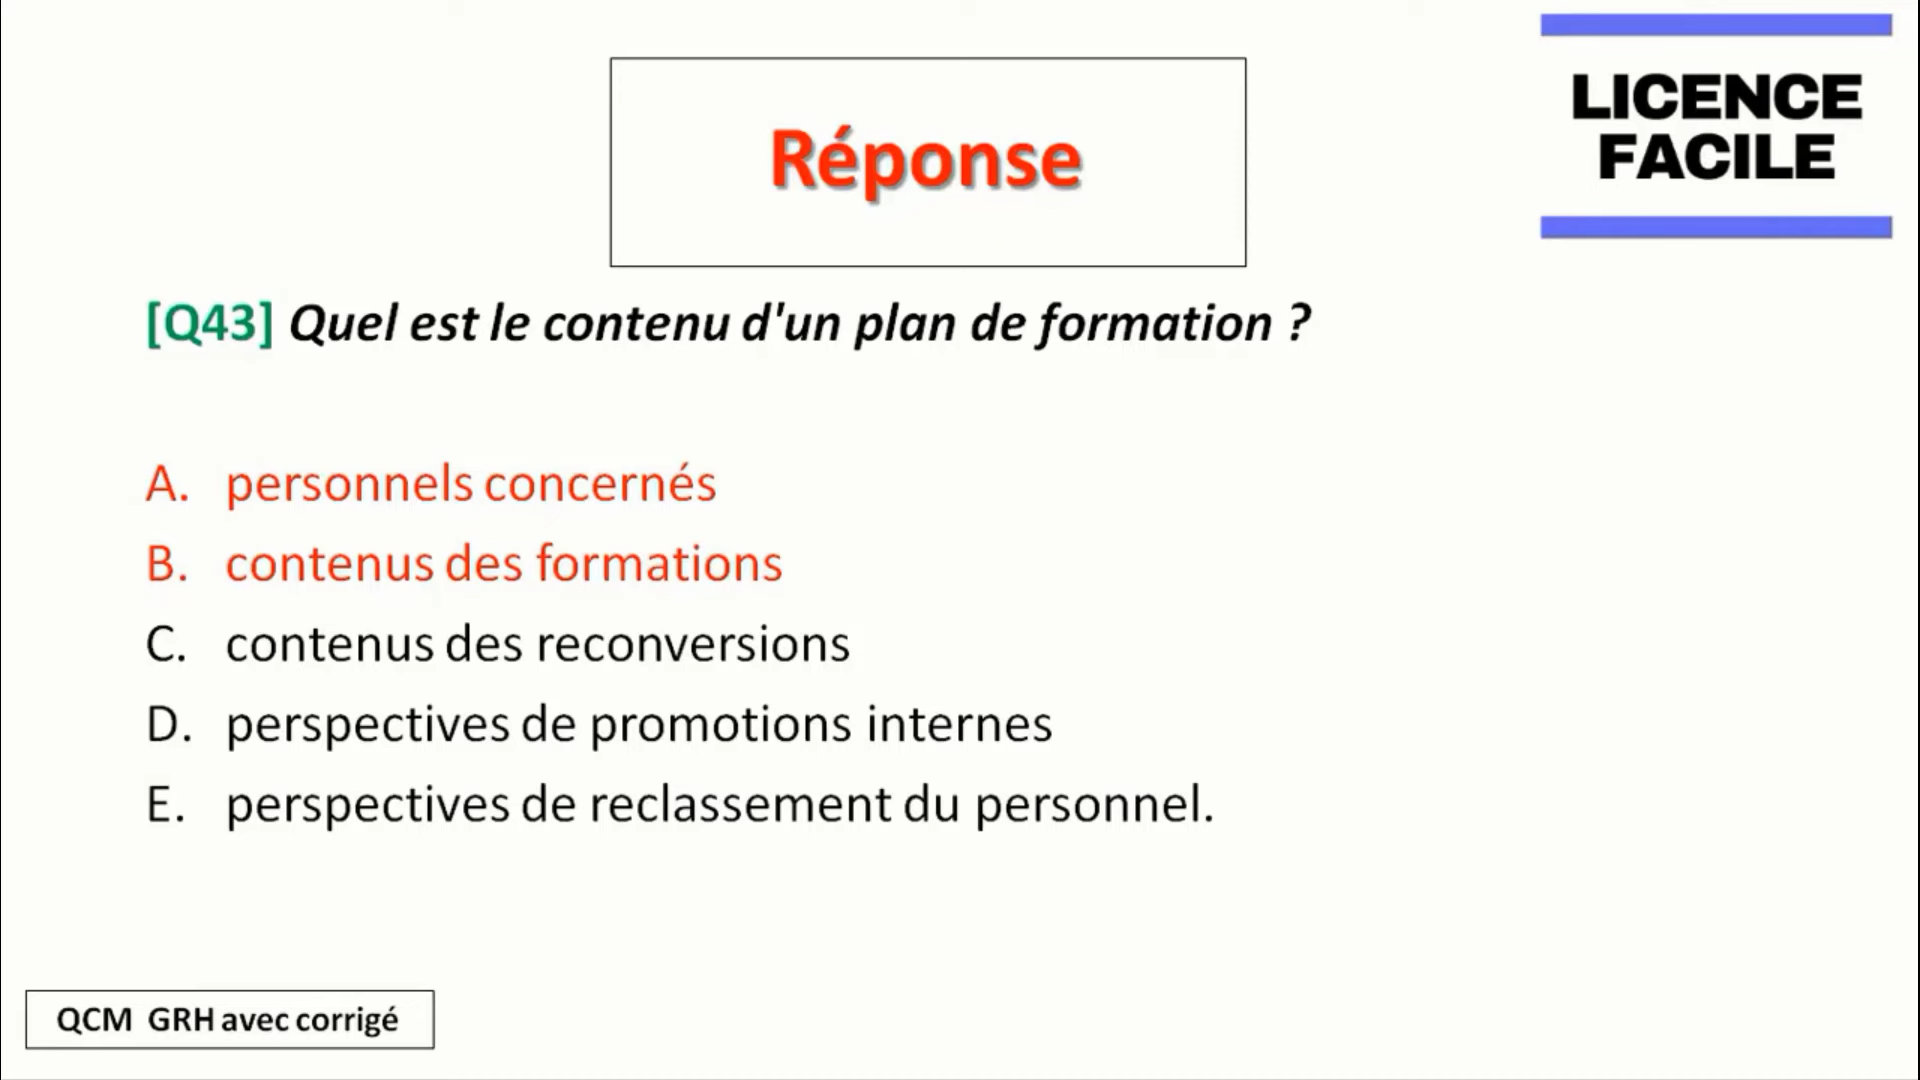 Réponse
LICENCE
FACILE
[Q43] Quel est le contenu d'un plan de formation ?
A. personnels concernés
B. contenus des formations
C. contenus des reconversions
D. perspectives de promotions internes
E. perspectives de reclassement du personnel.
QCM GRH avec corrigé